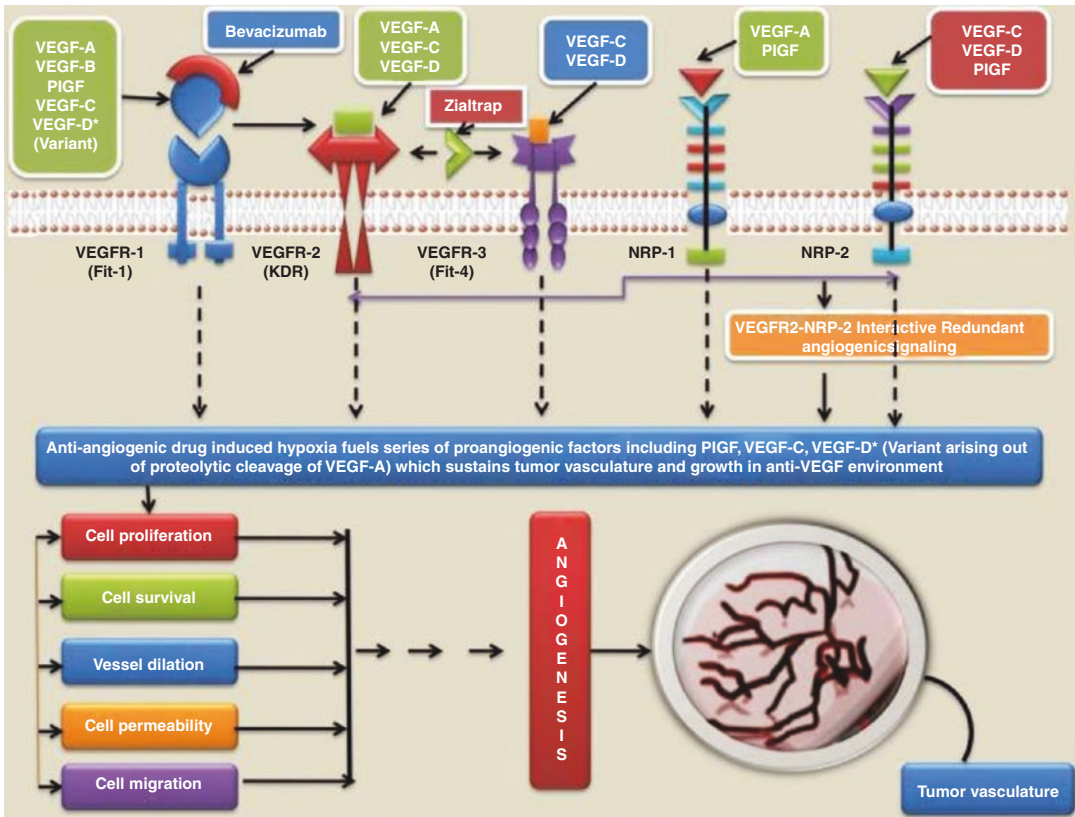 VEGF-A
VEGF-B
PIGF
VEGF-C
VEGF-D*
(Variant)
Bevacizumab
VEGF-A
VEGF-C
VEGF-D
Zialtrap
VEGF-C
VEGF-D
VEGF-A
PIGF
VEGF-C
VEGF-D
PIGF
VEGFR-1
(Fit-1)
VEGFR-2
(KDR)
VEGFR-3
(Fit-4)
NRP-1
NRP-2
VEGFR2-NRP-2 Interactive Redundant
angiogenicsignaling
Anti-angiogenic drug induced hypoxia fuels series of proangiogenic factors including PIGF, VEGF-C, VEGF-D* (Variant arising out
of proteolytic cleavage of VEGF-A) which sustains tumor vasculature and growth in anti-VEGF environment
Cell proliferation
Cell survival
Vessel dilation
Cell permeability
Cell migration
ANGIOGENESIS
Tumor vasculature